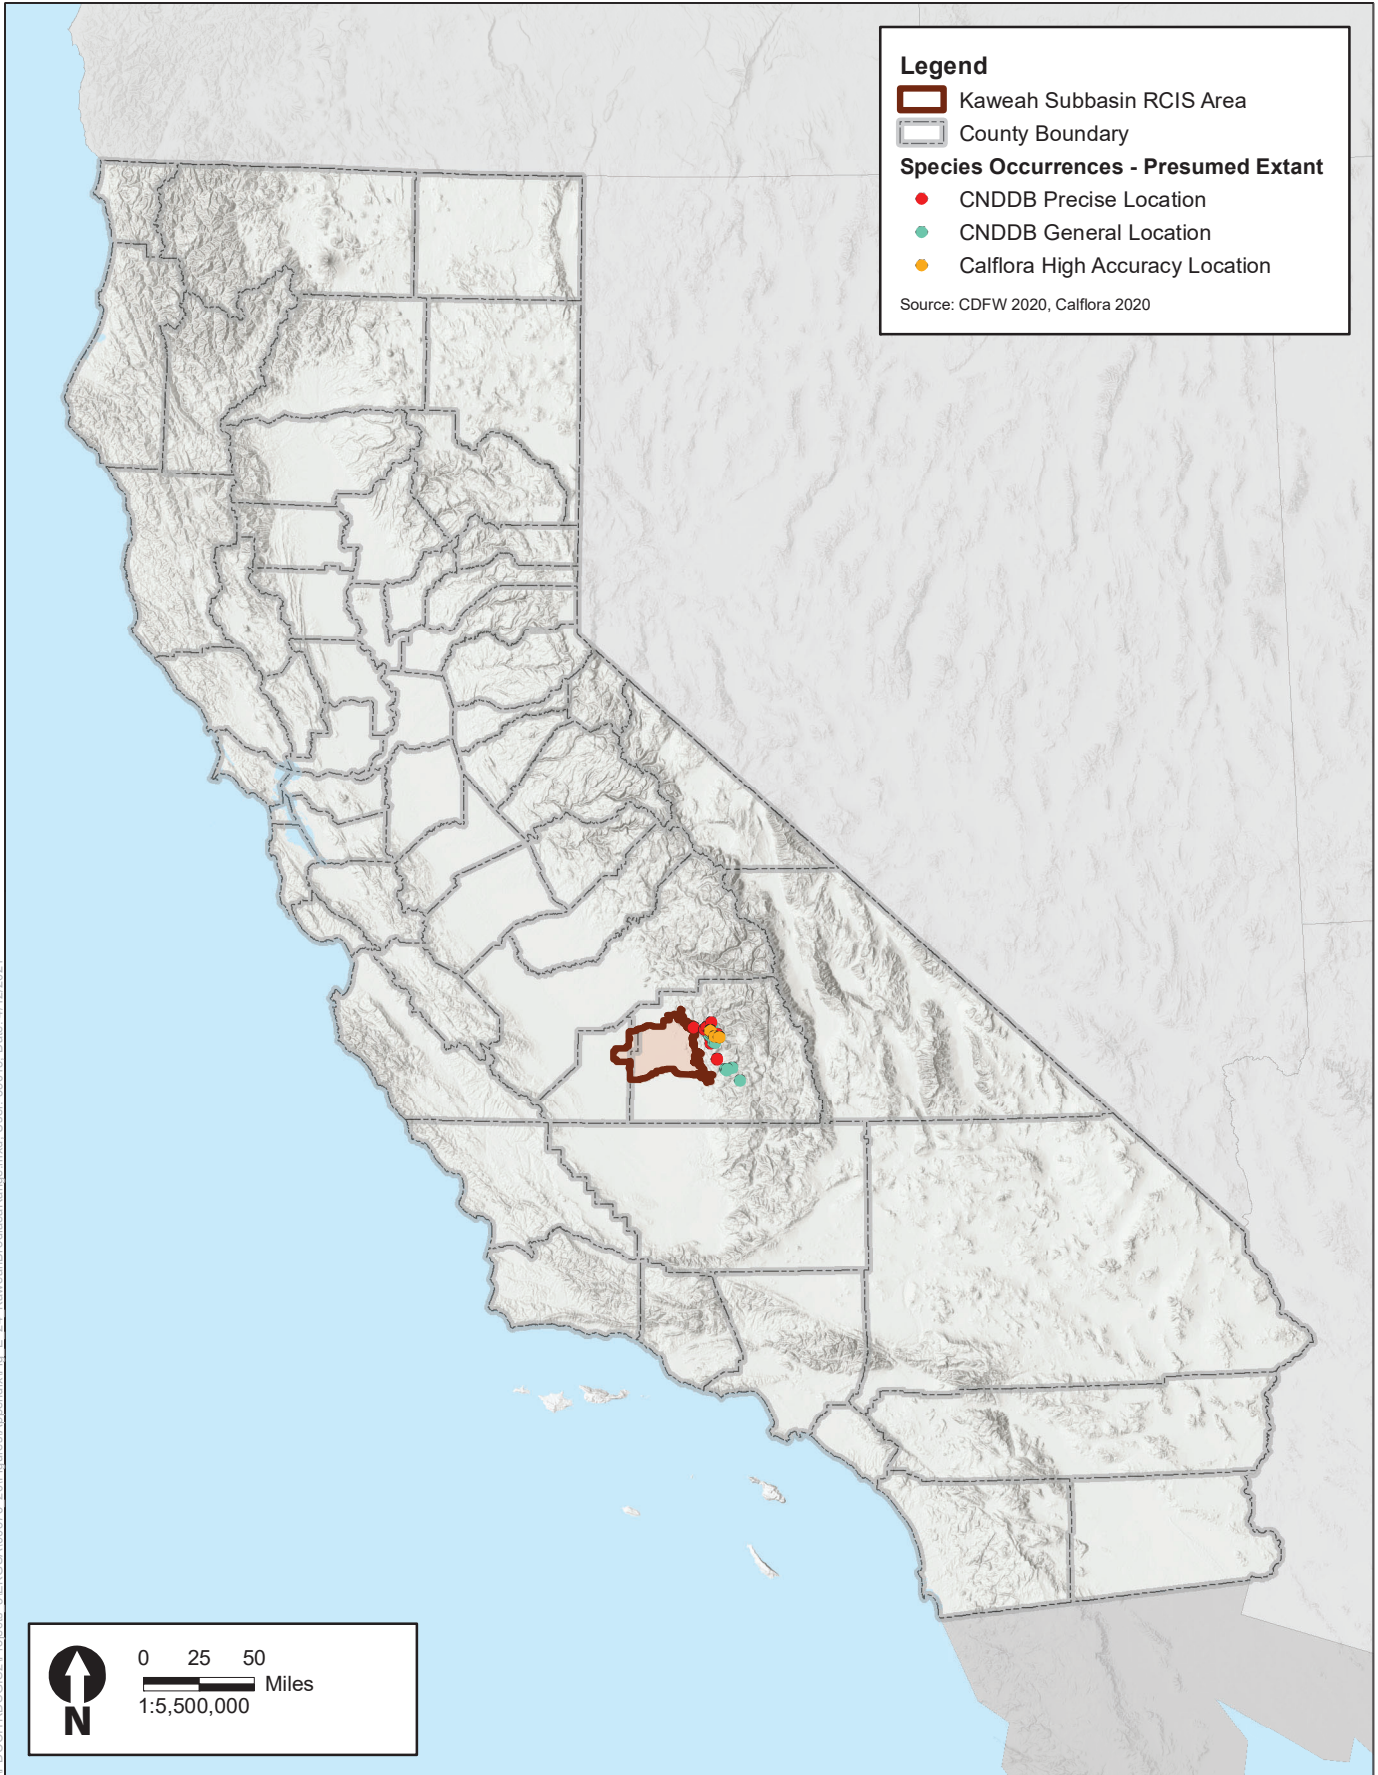 Legend
Kaweah Subbasin RCIS Area
County Boundary
Species Occurrences - Presumed Extant
CNDDB Precise Location
CNDDB General Location
Calflora High Accuracy Location
Source: CDFW 2020, Calflora 2020
0 25 50
Miles
1:5,500,000
N